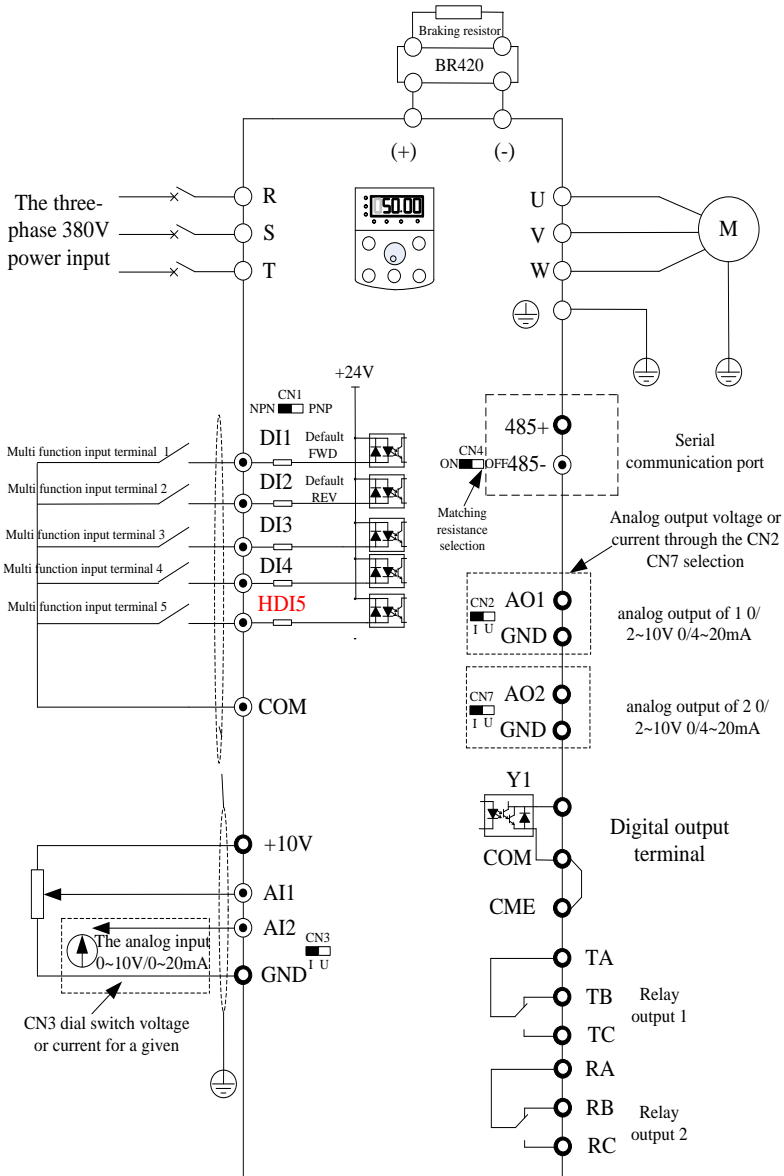 Braking resistor
BR420
(+)
(-)
The three-
phase 380V
power input
R
S
T
50.00
U
V
W
M
+24V
CN1
NPN
PNP
Multi function input terminal 1
DI1
Default
FWD
Multi function input terminal 2
DI2
Default
REV
Multi function input terminal 3
DI3
Multi function input terminal 4
DI4
Multi function input terminal 5
HDI5
COM
485+
CN4
ON
OFF
485-
Serial
communication port
Matching
resistance
selection
Analog output voltage or
current through the CN2
CN7 selection
CN2
I U
AO1
GND
analog output of 1 0/
2~10V 0/4~20mA
CN7
I U
AO2
GND
analog output of 2 0/
2~10V 0/4~20mA
Y1
COM
CME
Digital output
terminal
+10V
AI1
AI2
The analog input
0~10V/0~20mA
CN3
I U
GND
CN3 dial switch voltage
or current for a given
TA
TB
TC
Relay
output 1
RA
RB
RC
Relay
output 2